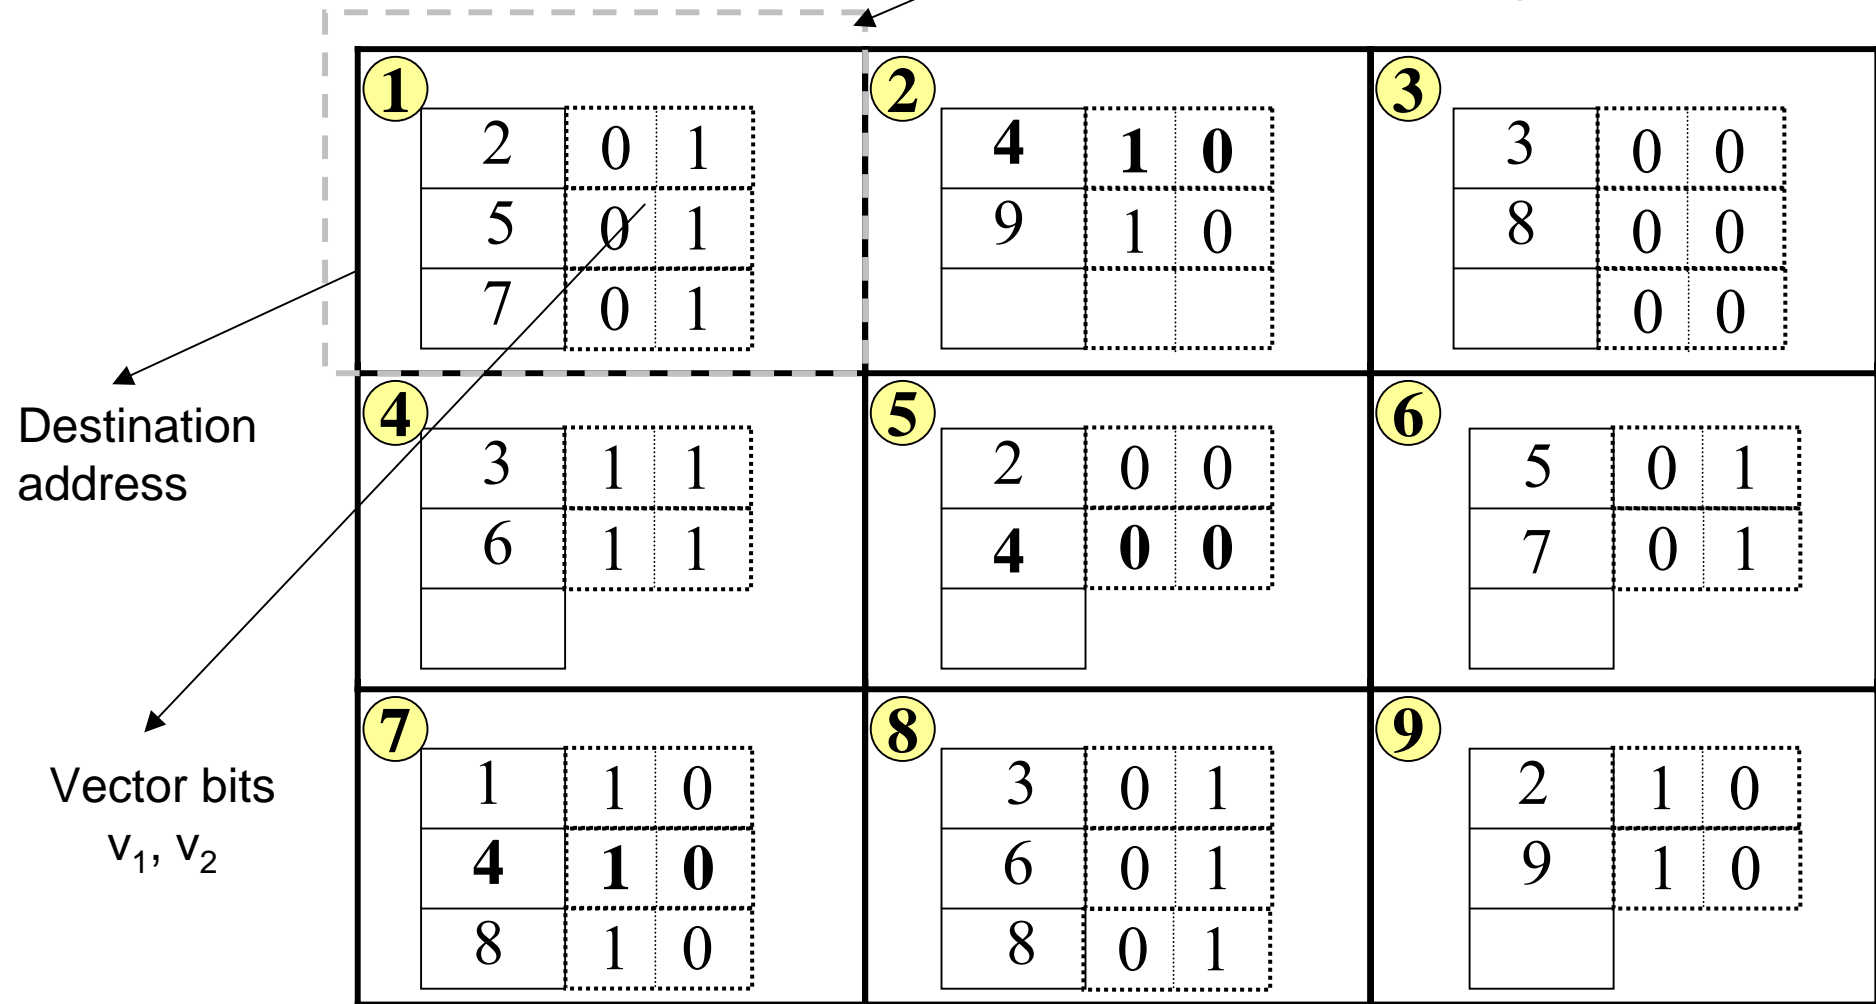 1 2 3
2 0 1 4 1 0 3 0 0
5 0 1 9 1 0 8 0 0
7 0 1 0 0
Destination
address
4 5 6
3 1 1 2 0 0 5 0 1
6 1 1 4 0 0 7 0 1
7 8 9
Vector bits
v₁, v₂
1 1 0 3 0 1 2 1 0
4 1 0 6 0 1 9 1 0
8 1 0 8 0 1